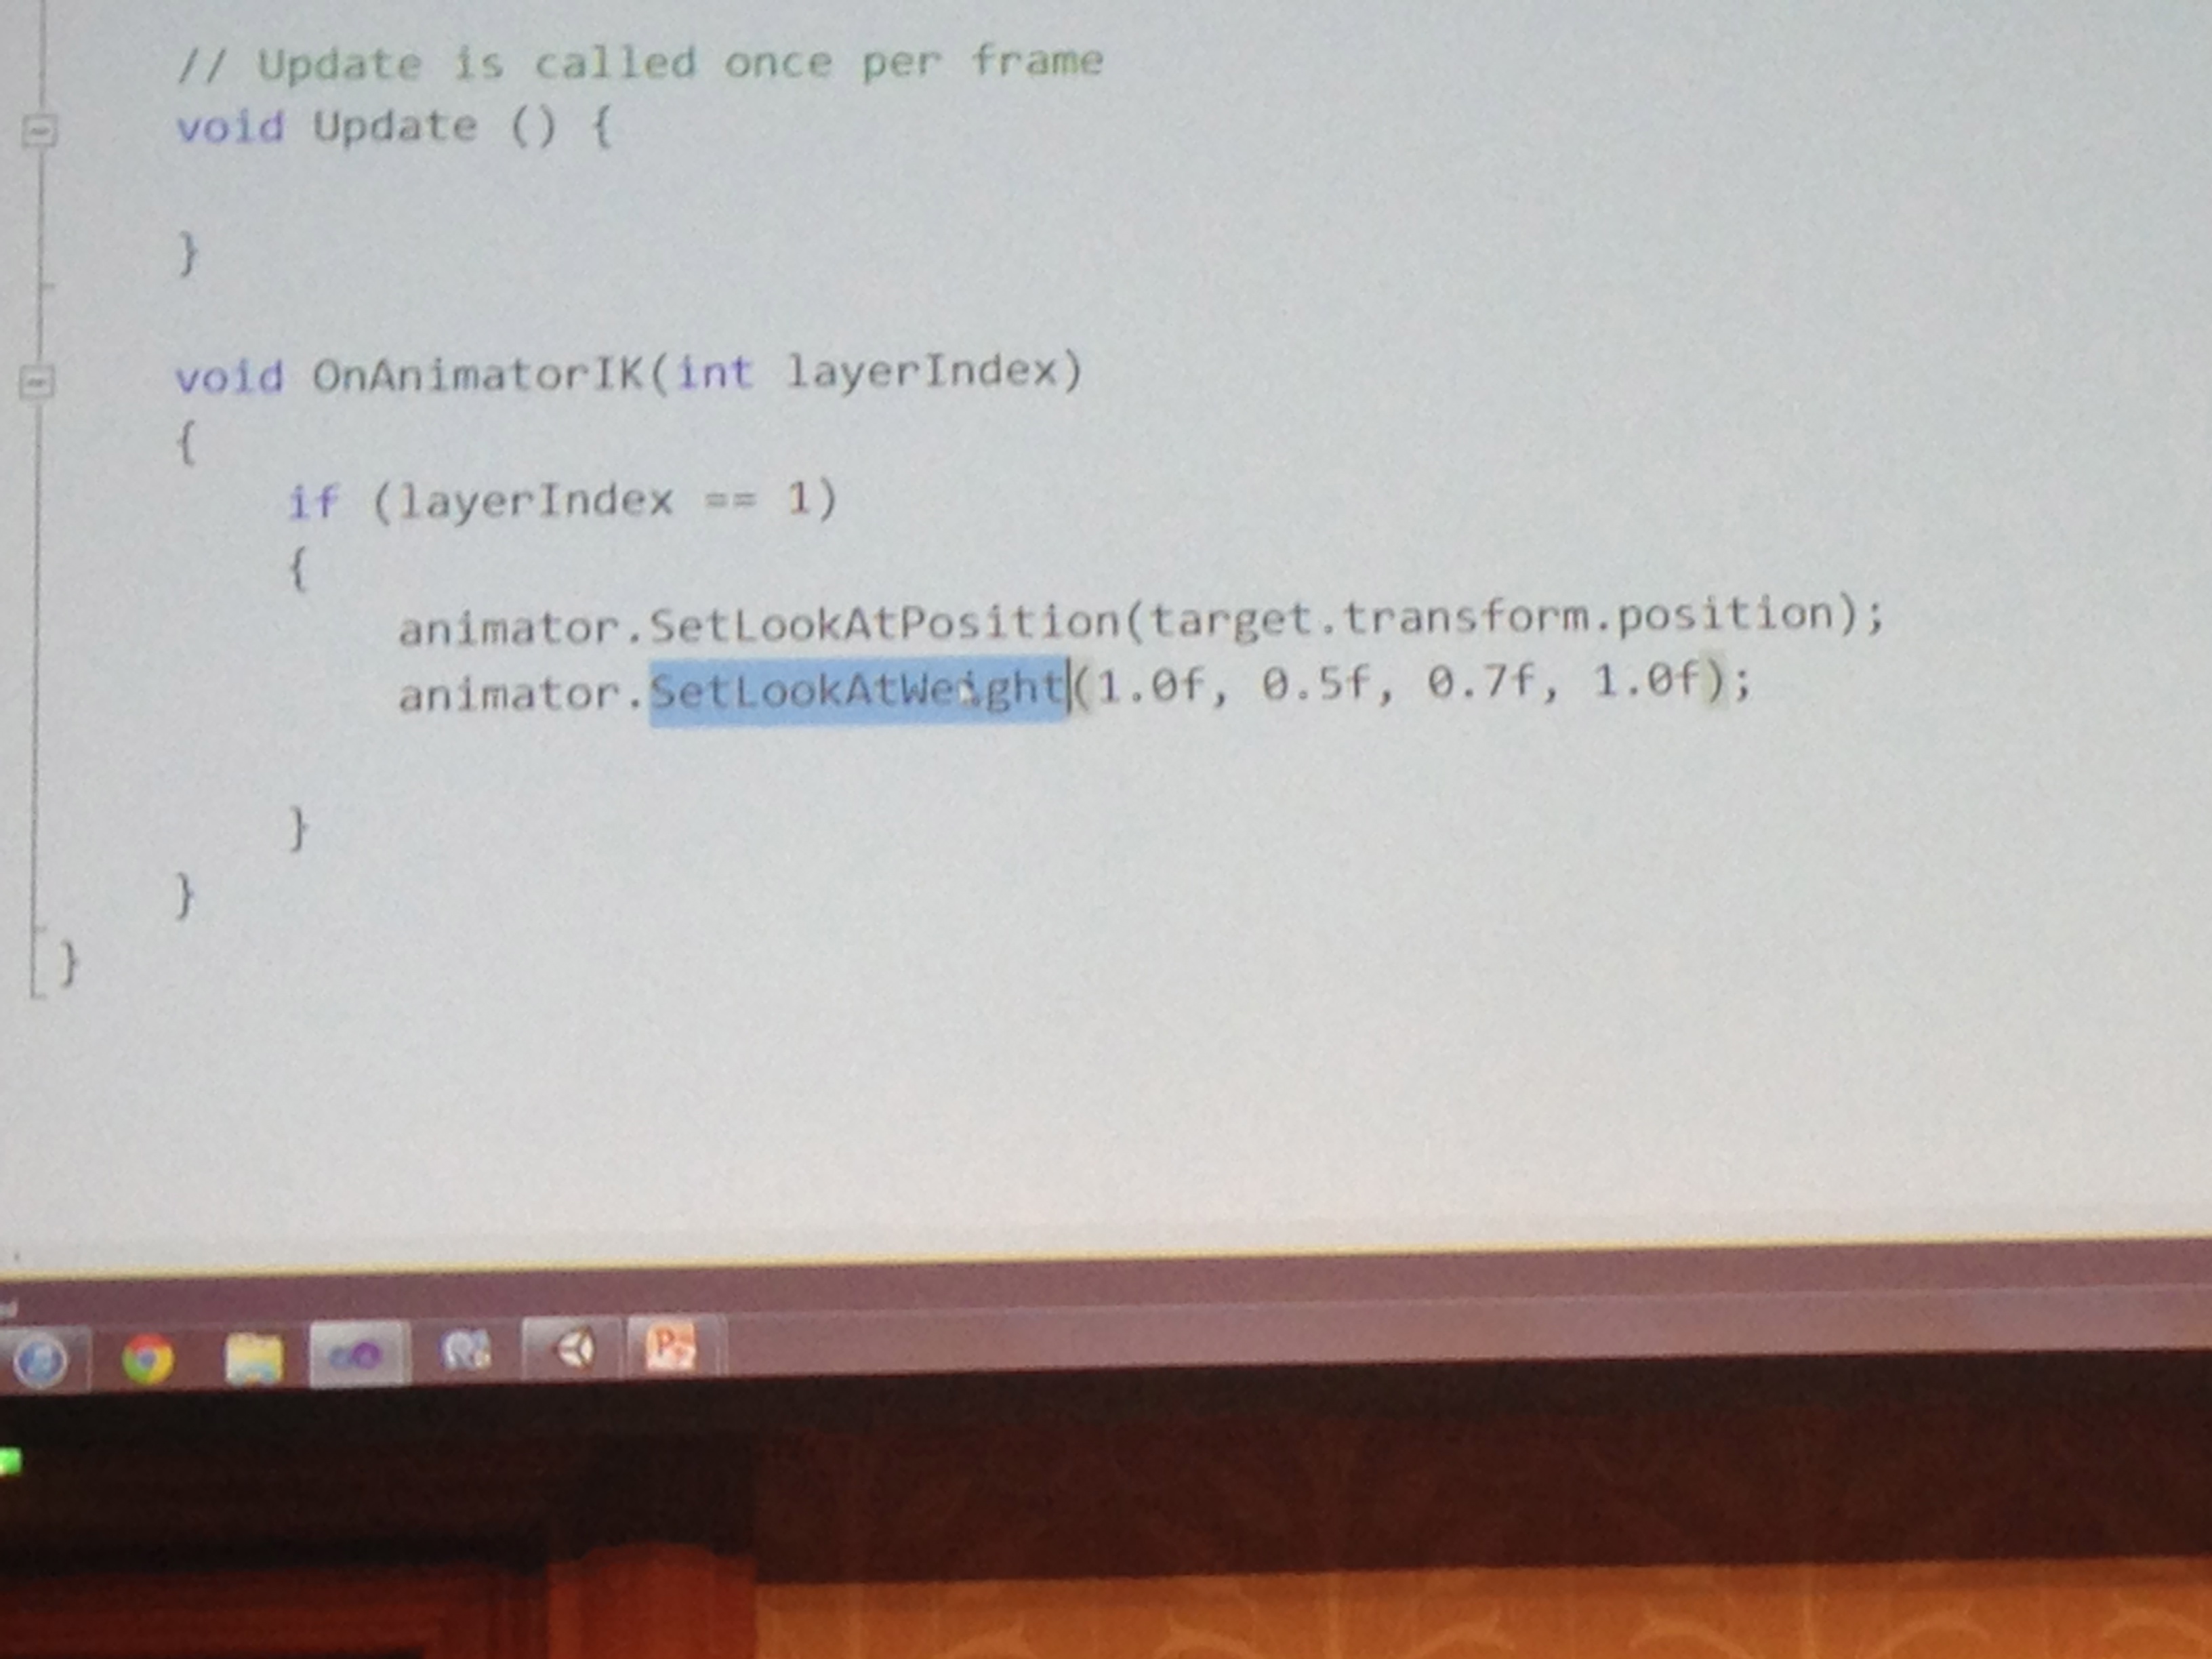 // Update is called once per frame
void Update () {
}
void OnAnimatorIK(int layerIndex)
{
if (layerIndex == 1)
{
animator.SetLookAtPosition(target.transform.position);
animator.SetLookAtWeight(1.0f, 0.5f, 0.7f, 1.0f);
}
}
}